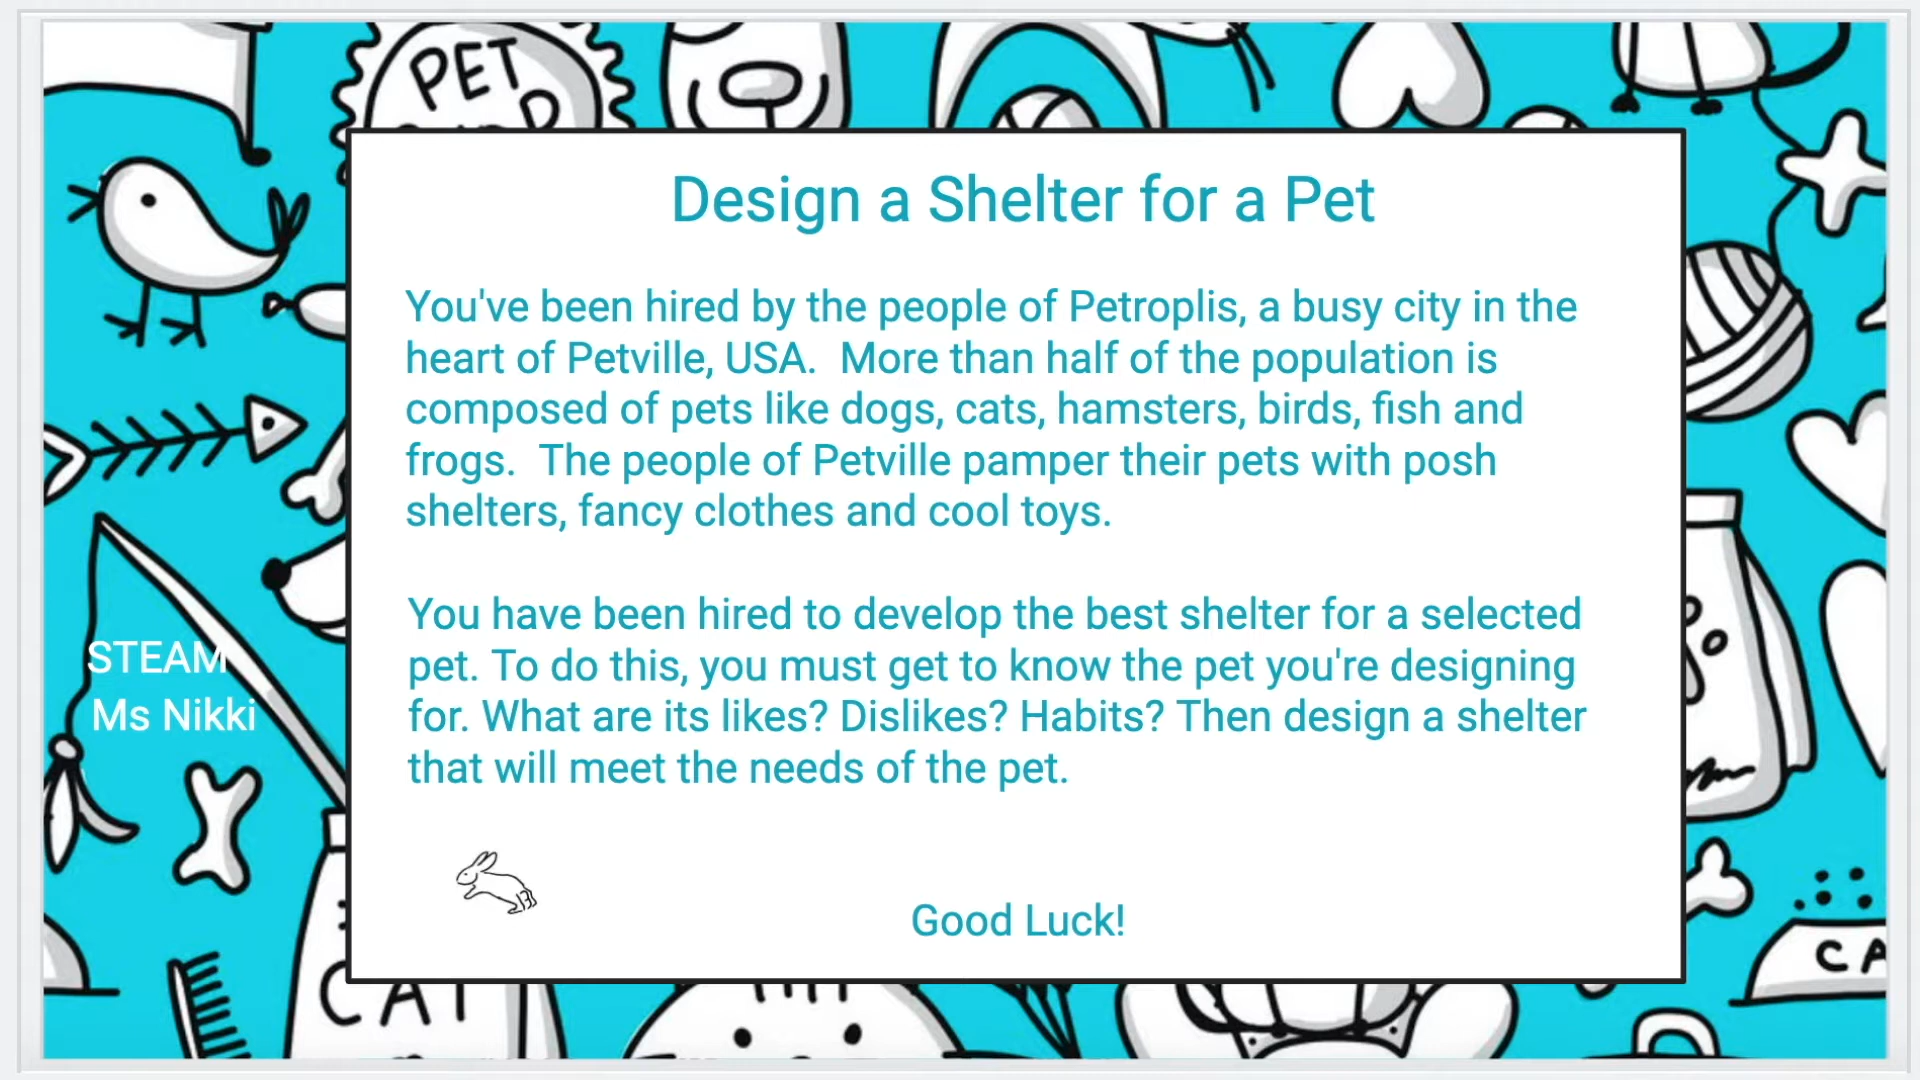 PET
Design a Shelter for a Pet
You've been hired by the people of Petroplis, a busy city in the
heart of Petville, USA.  More than half of the population is
composed of pets like dogs, cats, hamsters, birds, fish and
frogs.  The people of Petville pamper their pets with posh
shelters, fancy clothes and cool toys.
You have been hired to develop the best shelter for a selected
pet. To do this, you must get to know the pet you're designing
for. What are its likes? Dislikes? Habits? Then design a shelter
that will meet the needs of the pet.
Good Luck!
STEAM
Ms Nikki
CAT
CA